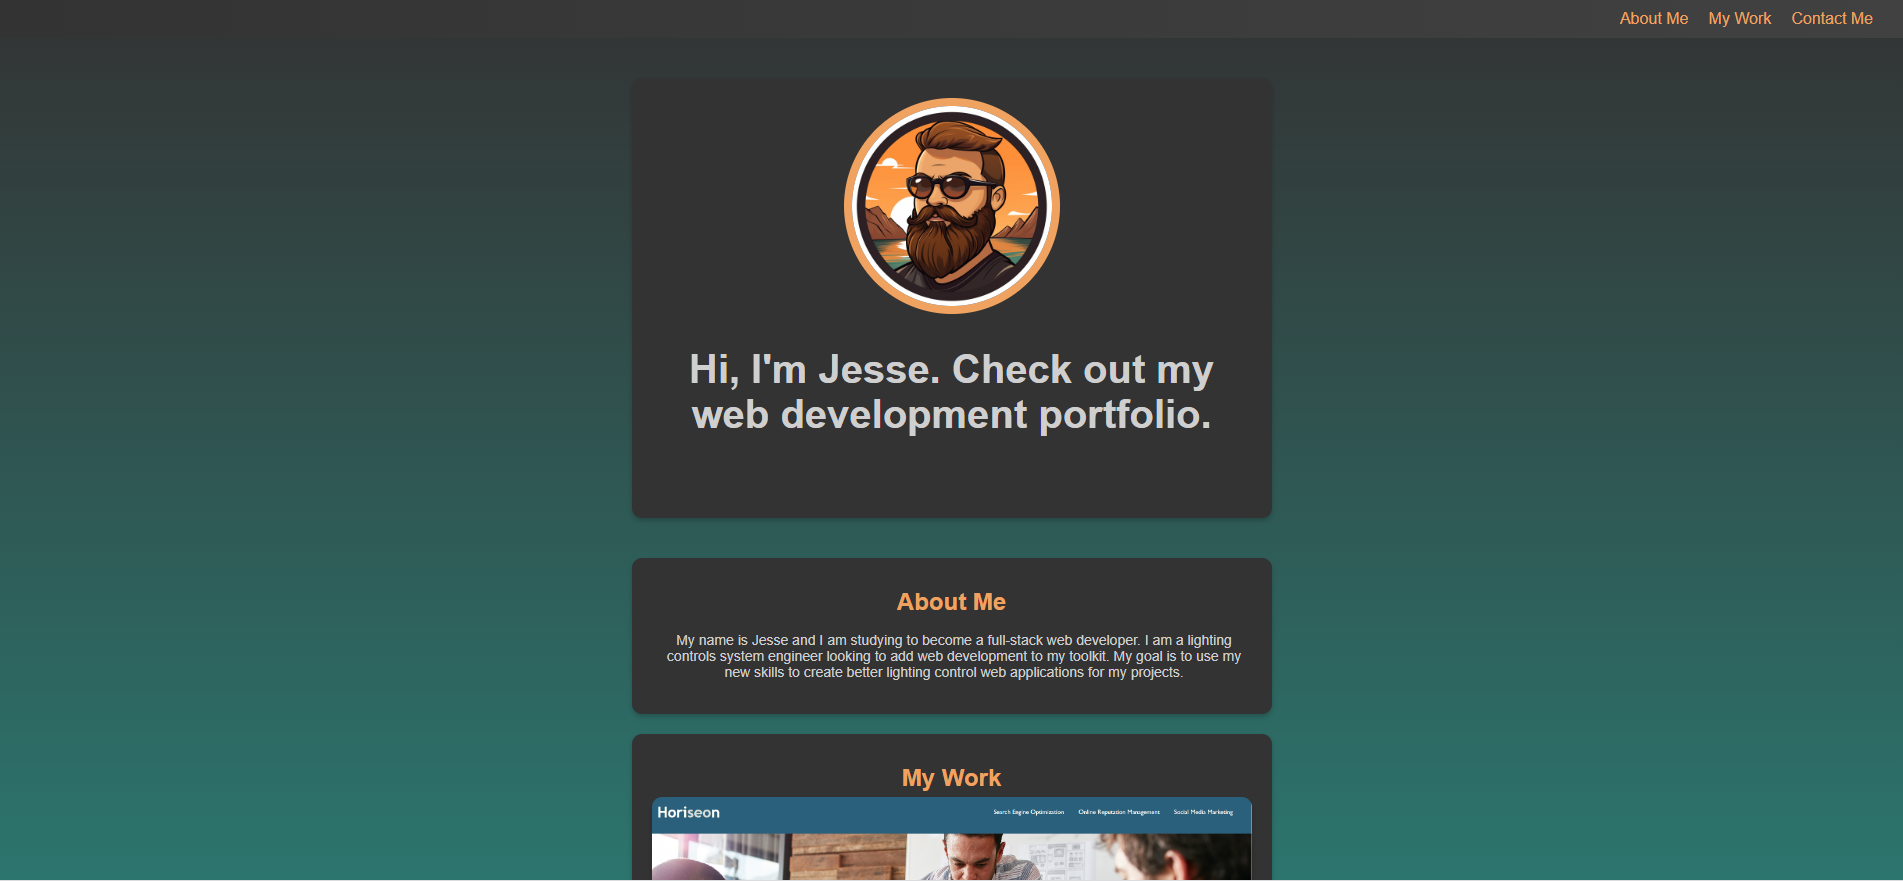 About Me My Work Contact Me
Hi, I'm Jesse. Check out my
web development portfolio.
About Me
My name is Jesse and I am studying to become a full-stack web developer. I am a lighting
controls system engineer looking to add web development to my toolkit. My goal is to use my
new skills to create better lighting control web applications for my projects.
My Work
Horiseon Search Engine Optimization Online Reputation Management Social Media Marketing